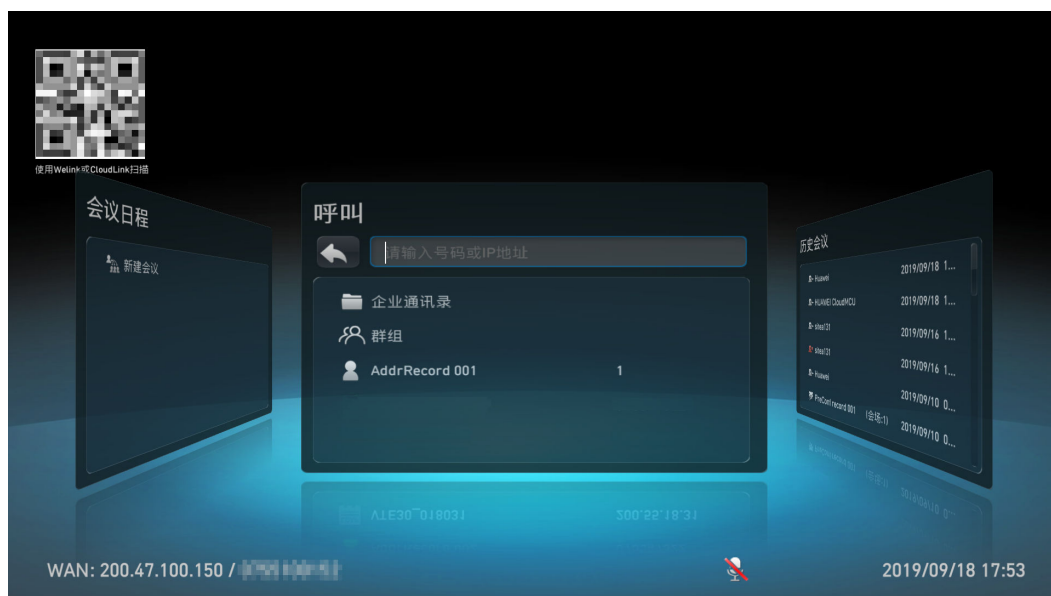 使用Welink或CloudLink扫描
会议日程
新建会议
呼叫
请输入号码或IP地址
企业通讯录
群组
AddrRecord 001 1
历史会议
Huawei 2019/09/18 1...
HUAWEI CloudMCU 2019/09/18 1...
sites131 2019/09/16 1...
sites131 2019/09/16 1...
Huawei 2019/09/10 0...
PreConf record 001 (会场:1) 2019/09/10 0...
VTE30_018031 200.55.18.31
WAN: 200.47.100.150 /
2019/09/18 17:53